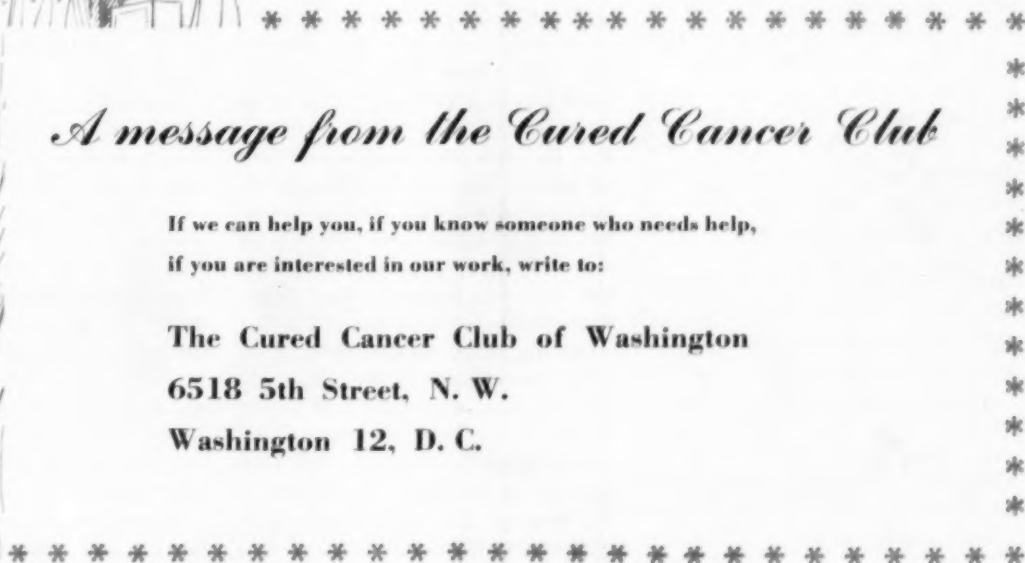 A message from the Cured Cancer Club
If we can help you, if you know someone who needs help,
if you are interested in our work, write to:
The Cured Cancer Club of Washington
6518 5th Street, N. W.
Washington 12, D. C.